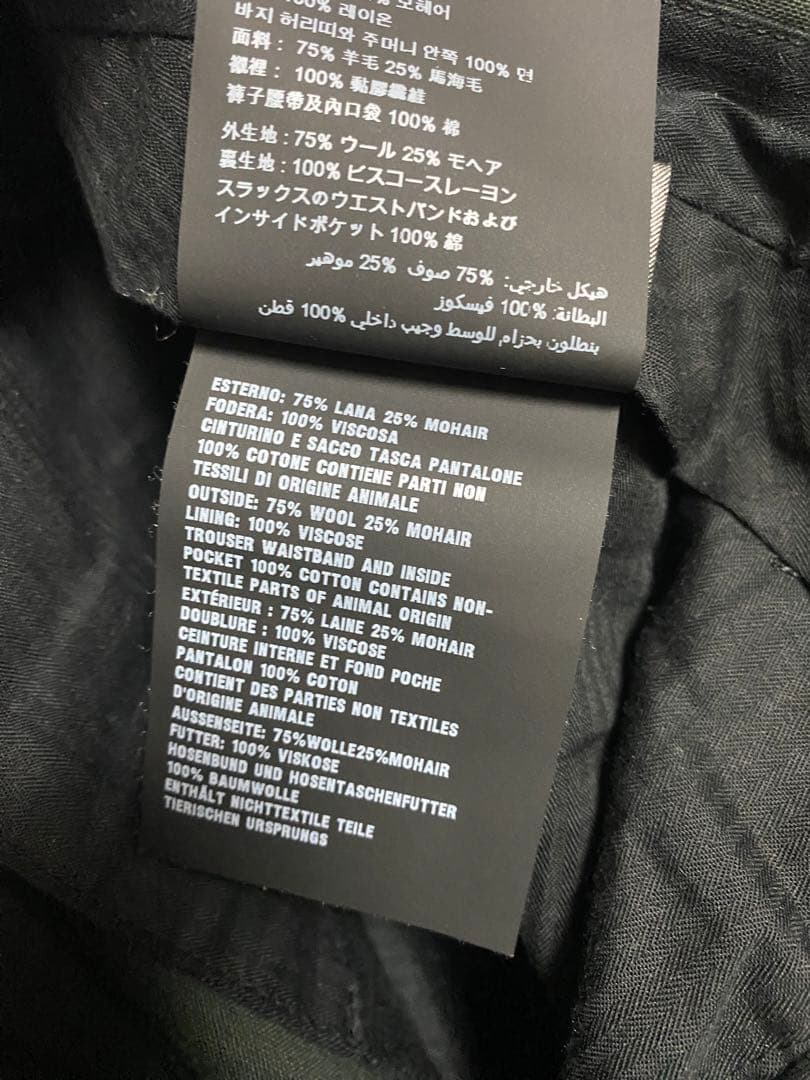 100% 레이온
바지 허리띠와 주머니 안쪽 100% 면
面料：75% 羊毛 25% 馬海毛
襯裡：100% 黏膠纖維
褲子腰帶及內口袋 100% 棉
外生地 : 75% ウール 25% モヘア
裏生地 : 100% ビスコースレーヨン
スラックスのウエストバンドおよび
インサイドポケット 100% 綿
هيكل خارجي: 75% صوف 25% موهير
البطانة: 100% فيسكوز
بنطلون بحزام للوسط وجيب داخلي 100% قطن
ESTERNO: 75% LANA 25% MOHAIR
FODERA: 100% VISCOSA
CINTURINO E SACCO TASCA PANTALONE
100% COTONE CONTIENE PARTI NON
TESSILI DI ORIGINE ANIMALE
OUTSIDE: 75% WOOL 25% MOHAIR
LINING: 100% VISCOSE
TROUSER WAISTBAND AND INSIDE
POCKET 100% COTTON CONTAINS NON-
TEXTILE PARTS OF ANIMAL ORIGIN
EXTÉRIEUR : 75% LAINE 25% MOHAIR
DOUBLURE : 100% VISCOSE
CEINTURE INTERNE ET FOND POCHE
PANTALON 100% COTON
CONTIENT DES PARTIES NON TEXTILES
D'ORIGINE ANIMALE
AUSSENSEITE: 75%WOLLE25%MOHAIR
FUTTER: 100% VISKOSE
HOSENBUND UND HOSENTASCHENFUTTER
100% BAUMWOLLE
ENTHÄLT NICHTTEXTILE TEILE
TIERISCHEN URSPRUNGS